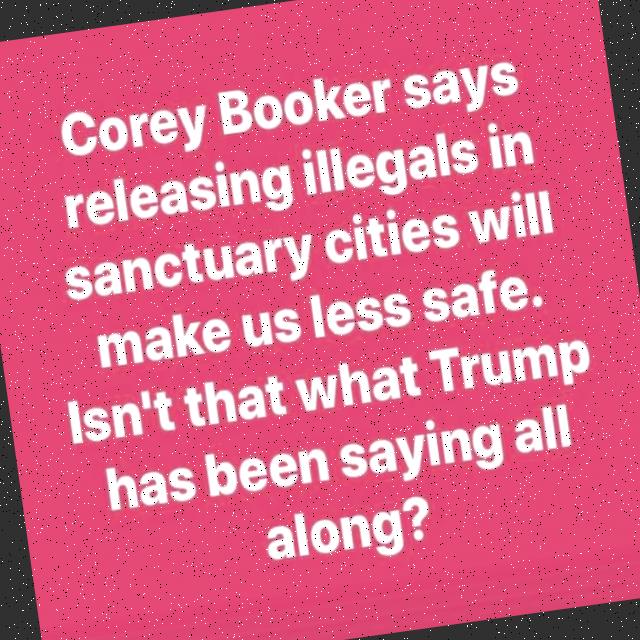 Corey Booker says
releasing illegals in
sanctuary cities will
make us less safe.
Isn't that what Trump
has been saying all
along?